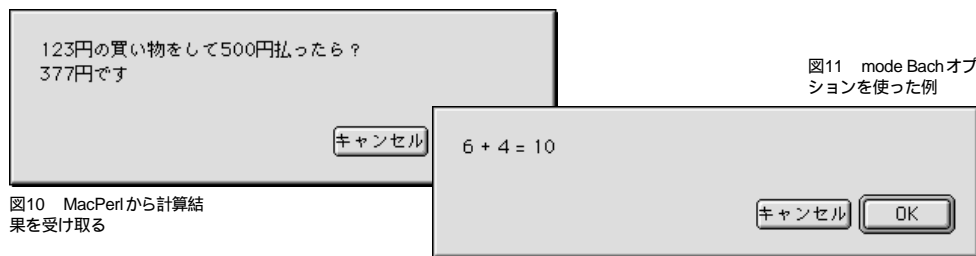 123円の買い物をして500円払ったら？
377円です
キャンセル
図10　MacPerlから計算結
果を受け取る
図11　mode Bachオプ
ションを使った例
6 + 4 = 10
キャンセル
OK